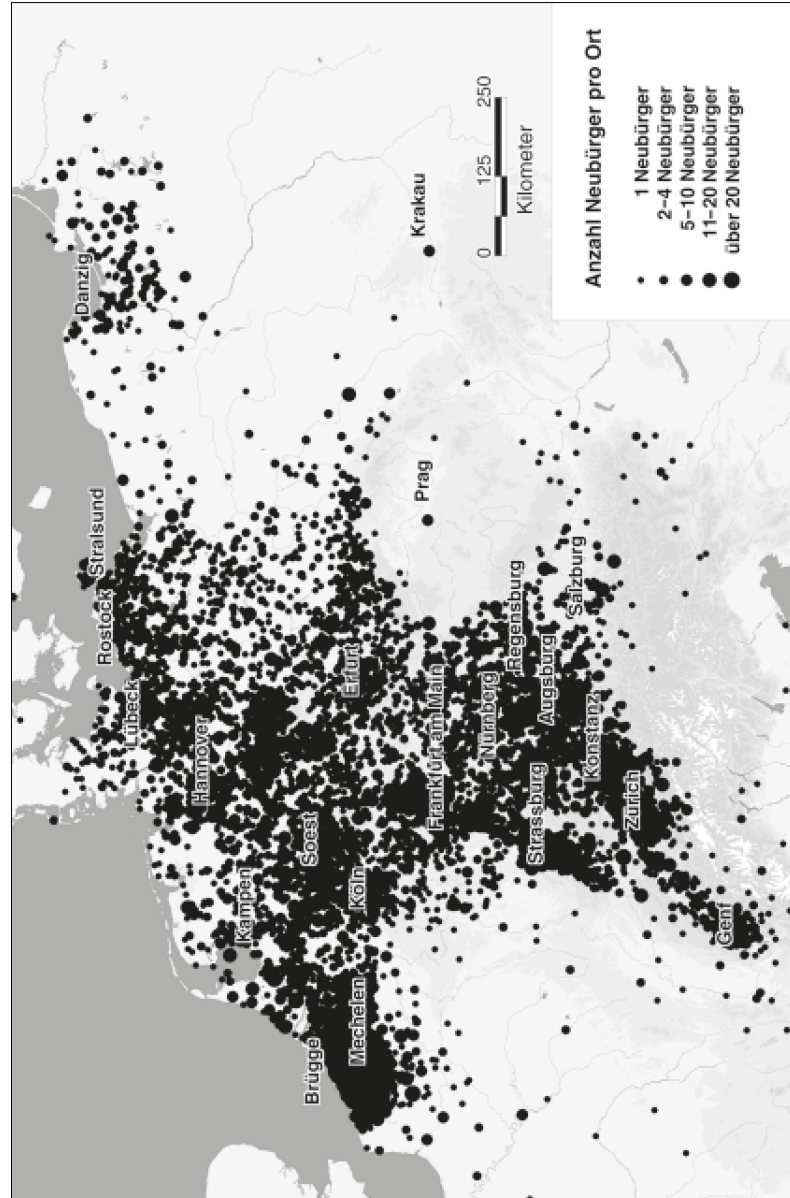 Danzig
Stralsund
Rostock
Lübeck
Hannover
Kampen
Soest
Köln
Erfurt
Brügge
Mechelen
Frankfurt am Main
Prag
Krakau
Nürnberg
Regensburg
Strassburg
Augsburg
Salzburg
Konstanz
Zürich
Genf
0 125 250
Kilometer
Anzahl Neubürger pro Ort
1 Neubürger
2–4 Neubürger
5–10 Neubürger
11–20 Neubürger
über 20 Neubürger